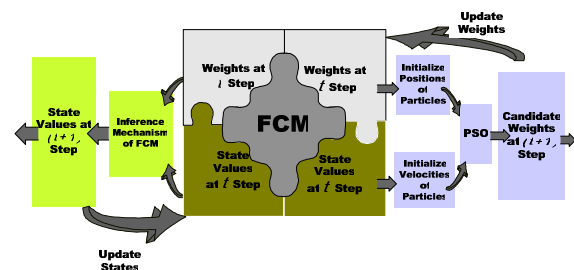 Update
Weights
Weights at
t Step
Weights at
t Step
Initialize
Positions
of
Particles
State
Values at
(t + 1)
Step
Inference
Mechanism
of FCM
FCM
PSO
Candidate
Weights
at (t + 1)
Step
State
Values
at t Step
State
Values
at t Step
Initialize
Velocities
of
Particles
Update
States